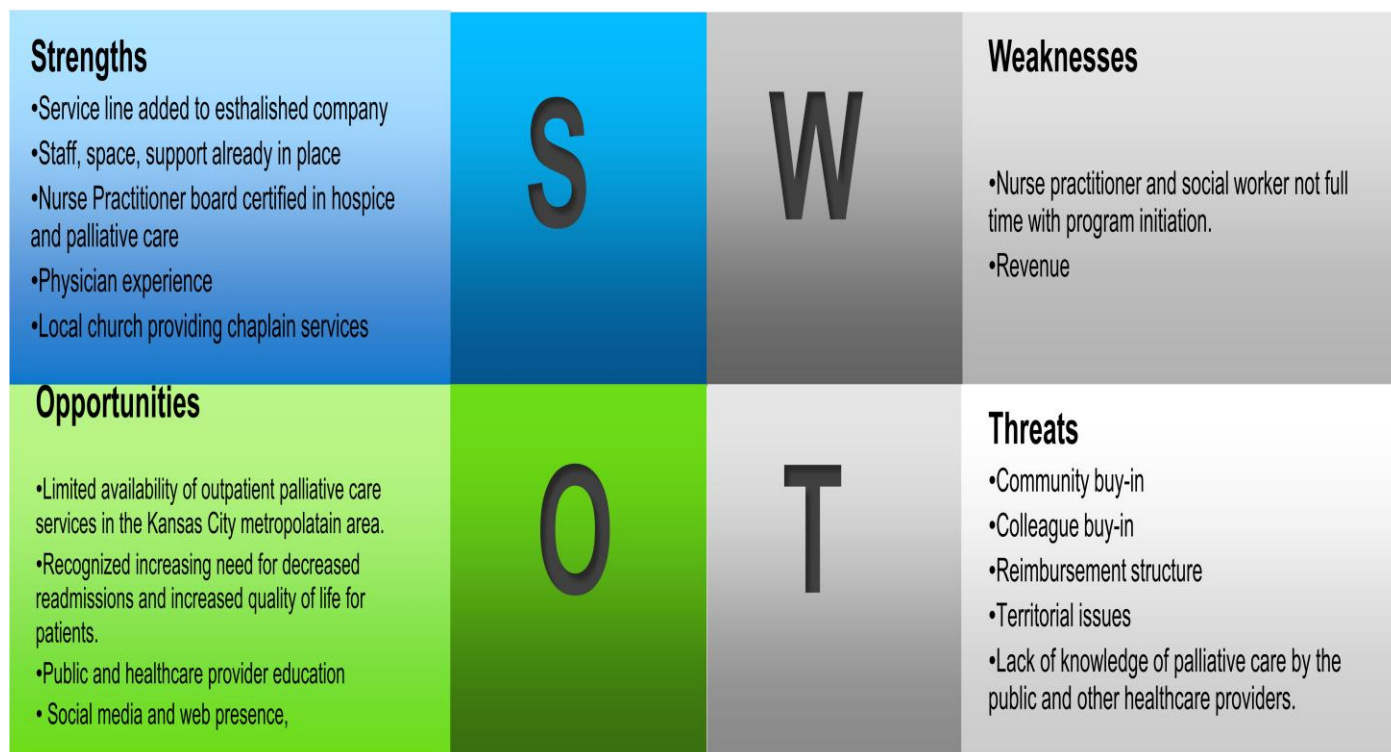 Strengths
•Service line added to esthalished company
•Staff, space, support already in place
•Nurse Practitioner board certified in hospice
and palliative care
•Physician experience
•Local church providing chaplain services
S
W
Weaknesses
•Nurse practitioner and social worker not full
time with program initiation.
•Revenue
Opportunities
•Limited availability of outpatient palliative care
services in the Kansas City metropolatain area.
•Recognized increasing need for decreased
readmissions and increased quality of life for
patients.
•Public and healthcare provider education
• Social media and web presence,
O
T
Threats
•Community buy-in
•Colleague buy-in
•Reimbursement structure
•Territorial issues
•Lack of knowledge of palliative care by the
public and other healthcare providers.